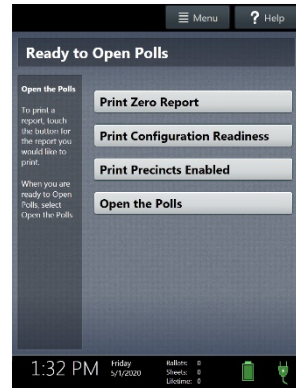 Menu
? Help
Ready to Open Polls
Open the Polls
To print a
report, touch
the button for
the report you
would like to
print.
When you are
ready to Open
Polls, select
Open the Polls
Print Zero Report
Print Configuration Readiness
Print Precincts Enabled
Open the Polls
1:32 PM
Friday
5/1/2020
Ballots: 0
Sheets: 0
Lifetime: 0